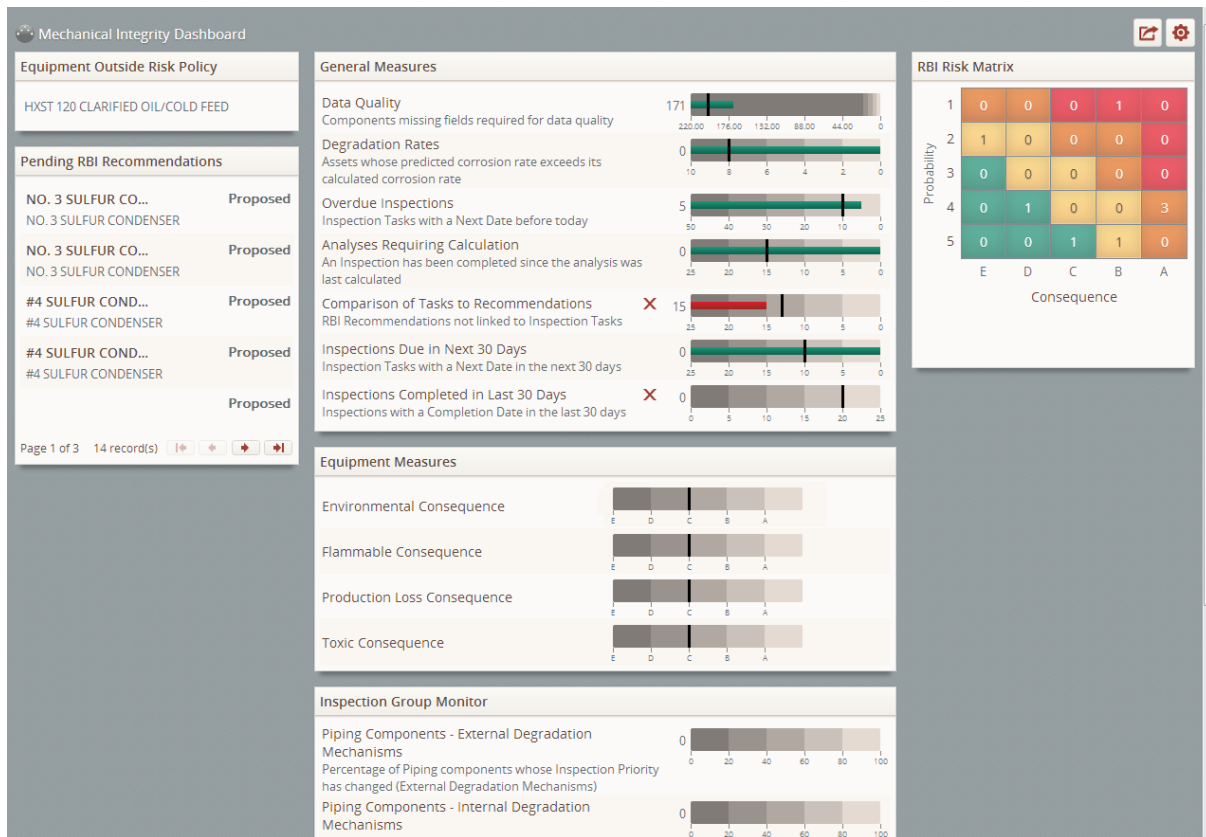 Mechanical Integrity Dashboard
Equipment Outside Risk Policy
HXST 120 CLARIFIED OIL/COLD FEED
Pending RBI Recommendations
NO. 3 SULFUR CO... Proposed
NO. 3 SULFUR CONDENSER
NO. 3 SULFUR CO... Proposed
NO. 3 SULFUR CONDENSER
#4 SULFUR COND... Proposed
#4 SULFUR CONDENSER
#4 SULFUR COND... Proposed
#4 SULFUR CONDENSER
Proposed
Page 1 of 3 14 record(s)
General Measures
Data Quality 171
Components missing fields required for data quality
220.00 176.00 132.00 88.00 44.00 0
Degradation Rates 0
Assets whose predicted corrosion rate exceeds its
calculated corrosion rate
10 8 6 4 2 0
Overdue Inspections 5
Inspection Tasks with a Next Date before today
50 40 30 20 10 0
Analyses Requiring Calculation 0
An Inspection has been completed since the analysis was
last calculated
25 20 15 10 5 0
Comparison of Tasks to Recommendations 15
RBI Recommendations not linked to Inspection Tasks
25 20 15 10 5 0
Inspections Due in Next 30 Days 0
Inspection Tasks with a Next Date in the next 30 days
25 20 15 10 5 0
Inspections Completed in Last 30 Days 0
Inspections with a Completion Date in the last 30 days
0 5 10 15 20 25
Equipment Measures
Environmental Consequence
E D C B A
Flammable Consequence
E D C B A
Production Loss Consequence
E D C B A
Toxic Consequence
E D C B A
Inspection Group Monitor
Piping Components - External Degradation
Mechanisms
0
0 20 40 60 80 100
Percentage of Piping components whose Inspection Priority
has changed (External Degradation Mechanisms)
Piping Components - Internal Degradation
Mechanisms
0
0 20 40 60 80 100
RBI Risk Matrix
Probability
1 0 0 0 1 0
2 1 0 0 0 0
3 0 0 0 0 0
4 0 1 0 0 3
5 0 0 1 1 0
E D C B A
Consequence